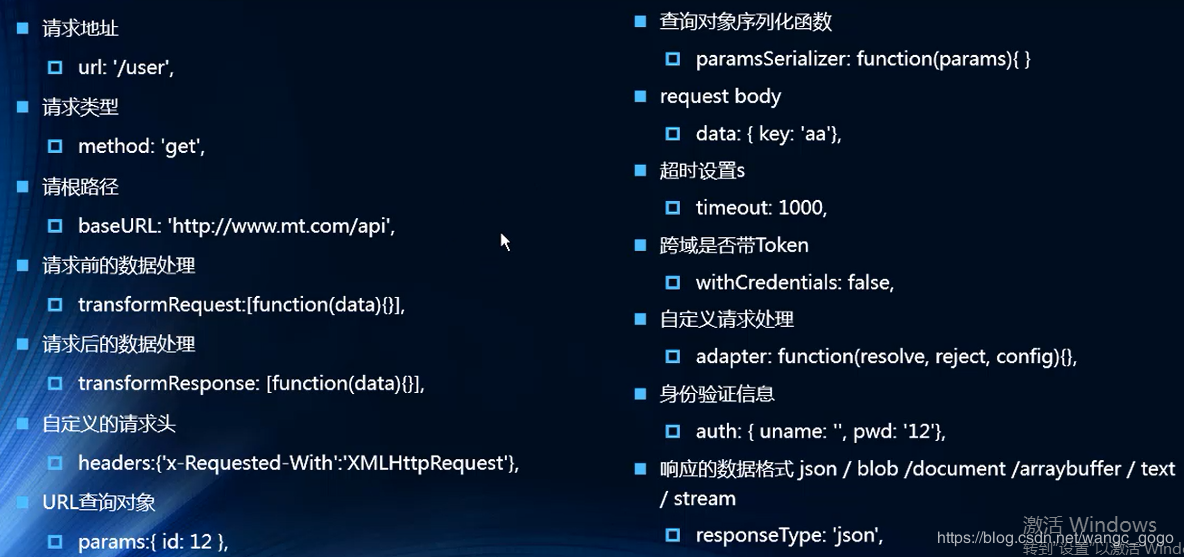 请求地址
url: '/user',
请求类型
method: 'get',
请根路径
baseURL: 'http://www.mt.com/api',
请求前的数据处理
transformRequest:[function(data){}],
请求后的数据处理
transformResponse: [function(data){}],
自定义的请求头
headers:{'x-Requested-With':'XMLHttpRequest'},
URL查询对象
params:{ id: 12 },
查询对象序列化函数
paramsSerializer: function(params){ }
request body
data: { key: 'aa'},
超时设置s
timeout: 1000,
跨域是否带Token
withCredentials: false,
自定义请求处理
adapter: function(resolve, reject, config){},
身份验证信息
auth: { uname: '', pwd: '12'},
响应的数据格式 json / blob /document /arraybuffer / text
/ stream
responseType: 'json',
激活 Windows
https://blog.csdn.net/wangc_gogo
转到"设置"以激活 Wind